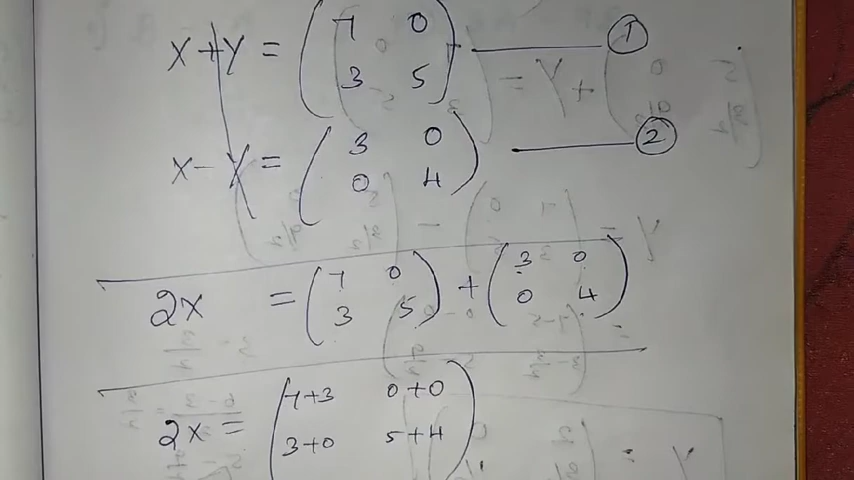 X + Y = ( 7 0 3 5 ) ——— ①
X - Y = ( 3 0 0 4 ) ——— ②
2x = ( 7 0 3 5 ) + ( 3 0 0 4 )
2x = ( 7+3 0+0 3+0 5+4 )